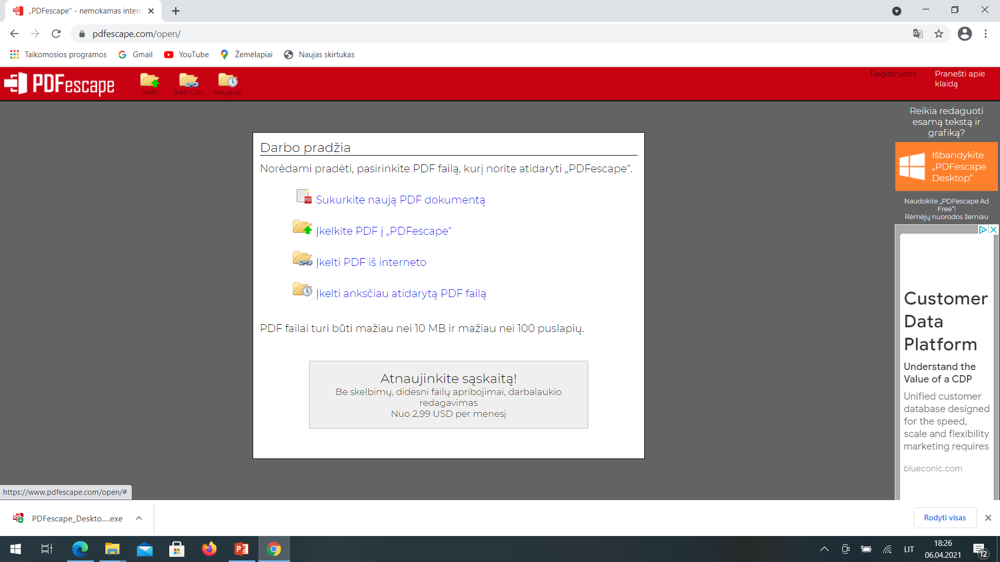 „PDFescape“ - nemokamas intern
pdfescape.com/open/
Taikomosios programos
Gmail
YouTube
Žemėlapiai
Naujas skirtukas
PDFescape
Įkelti
Įkelti URL
Naujausi
Registruotis
Pranešti apie
klaidą
Darbo pradžia
Norėdami pradėti, pasirinkite PDF failą, kurį norite atidaryti „PDFescape“.
Sukurkite naują PDF dokumentą
Įkelkite PDF į „PDFescape“
Įkelti PDF iš interneto
Įkelti anksčiau atidarytą PDF failą
PDF failai turi būti mažiau nei 10 MB ir mažiau nei 100 puslapių.
Atnaujinkite sąskaitą!
Be skelbimų, didesni failų apribojimai, darbalaukio
redagavimas
Nuo 2,99 USD per mėnesį
Reikia redaguoti
esamą tekstą ir
grafiką?
Išbandykite
„PDFescape
Desktop“
Naudokite „PDFescape Ad
Free“!
Rėmėjų nuorodos žemiau
Customer
Data
Platform
Understand the
Value of a CDP
Unified customer
database designed
for the speed,
scale and flexibility
marketing requires
blueconic.com
https://www.pdfescape.com/open/#
PDFescape_Deskto....exe
Rodyti visas
LIT
18:26
06.04.2021
12